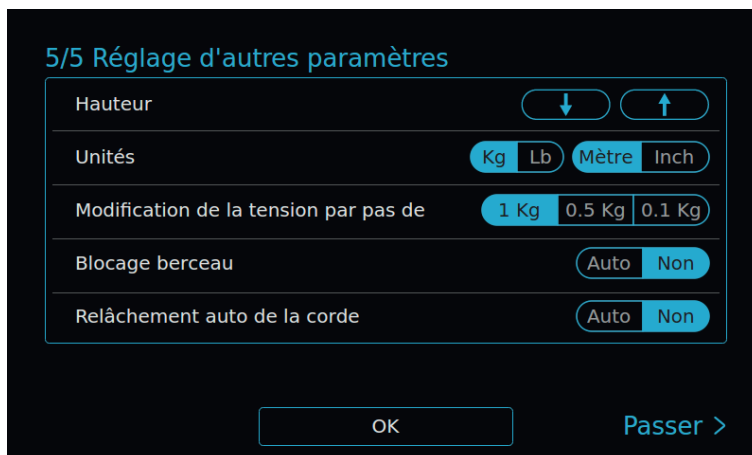 5/5 Réglage d'autres paramètres
Hauteur
Unités Kg Lb Mètre Inch
Modification de la tension par pas de 1 Kg 0.5 Kg 0.1 Kg
Blocage berceau Auto Non
Relâchement auto de la corde Auto Non
OK Passer >